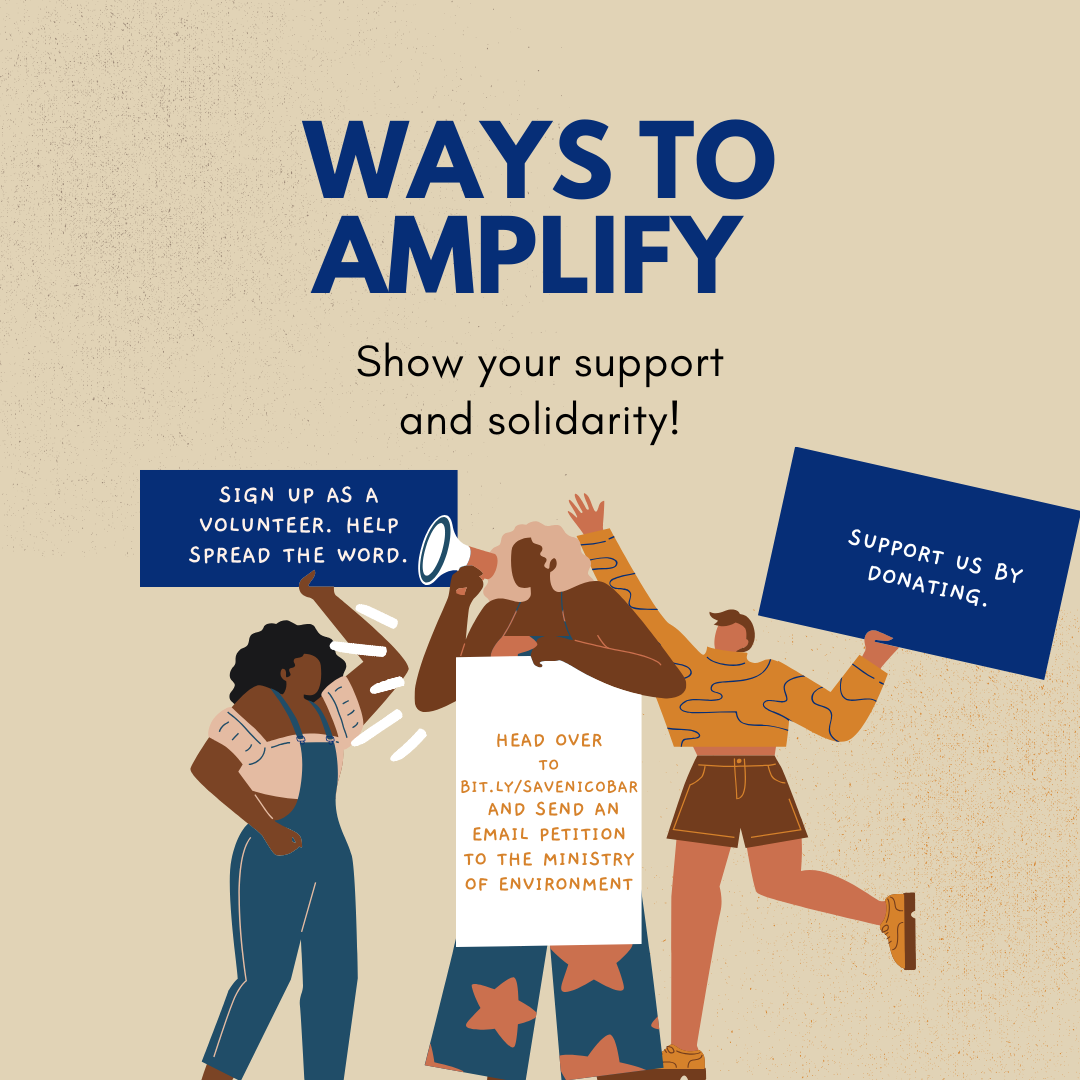 WAYS TO
AMPLIFY
Show your support
and solidarity!
SIGN UP AS A
VOLUNTEER. HELP
SPREAD THE WORD.
SUPPORT US BY
DONATING.
HEAD OVER
TO
BIT.LY/SAVENICOBAR
AND SEND AN
EMAIL PETITION
TO THE MINISTRY
OF ENVIRONMENT